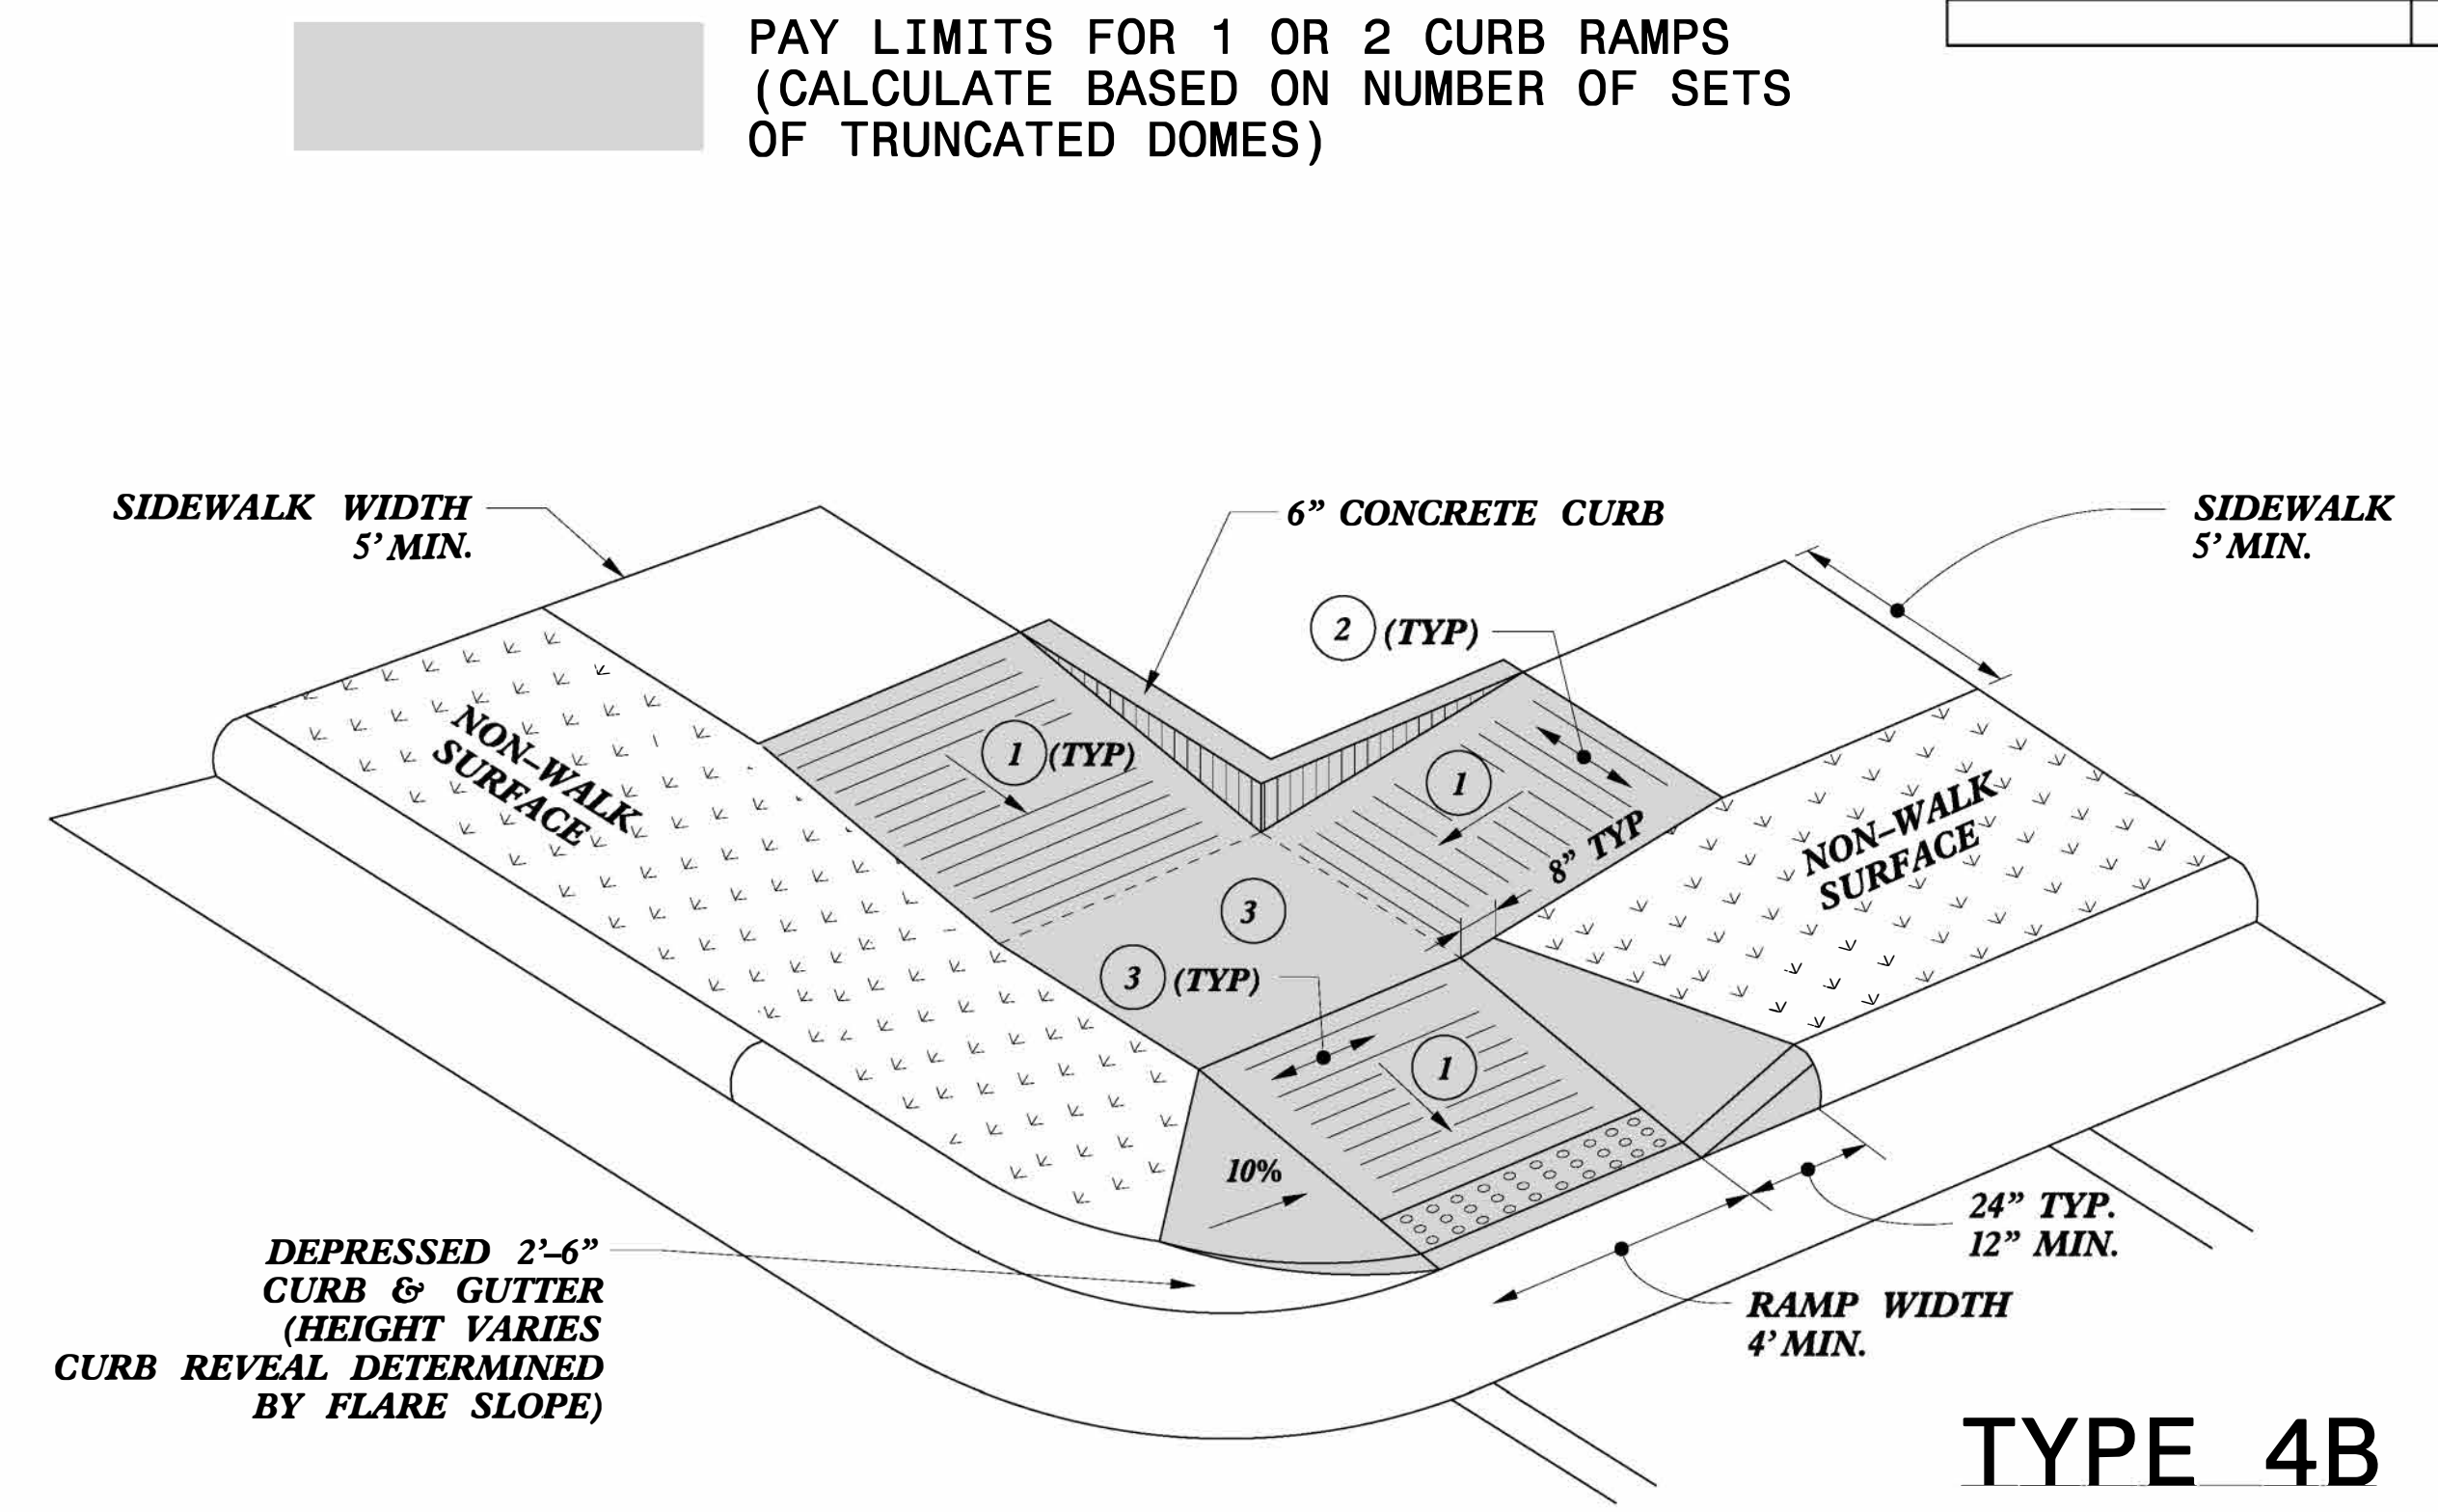 PAY LIMITS FOR 1 OR 2 CURB RAMPS
(CALCULATE BASED ON NUMBER OF SETS
OF TRUNCATED DOMES)
SIDEWALK WIDTH
5' MIN.
6" CONCRETE CURB
SIDEWALK
5' MIN.
2 (TYP)
1 (TYP)
1
8" TYP
NON-WALK
SURFACE
NON-WALK
SURFACE
3
3 (TYP)
1
10%
24" TYP.
12" MIN.
RAMP WIDTH
4' MIN.
DEPRESSED 2'-6"
CURB & GUTTER
(HEIGHT VARIES
CURB REVEAL DETERMINED
BY FLARE SLOPE)
TYPE 4B